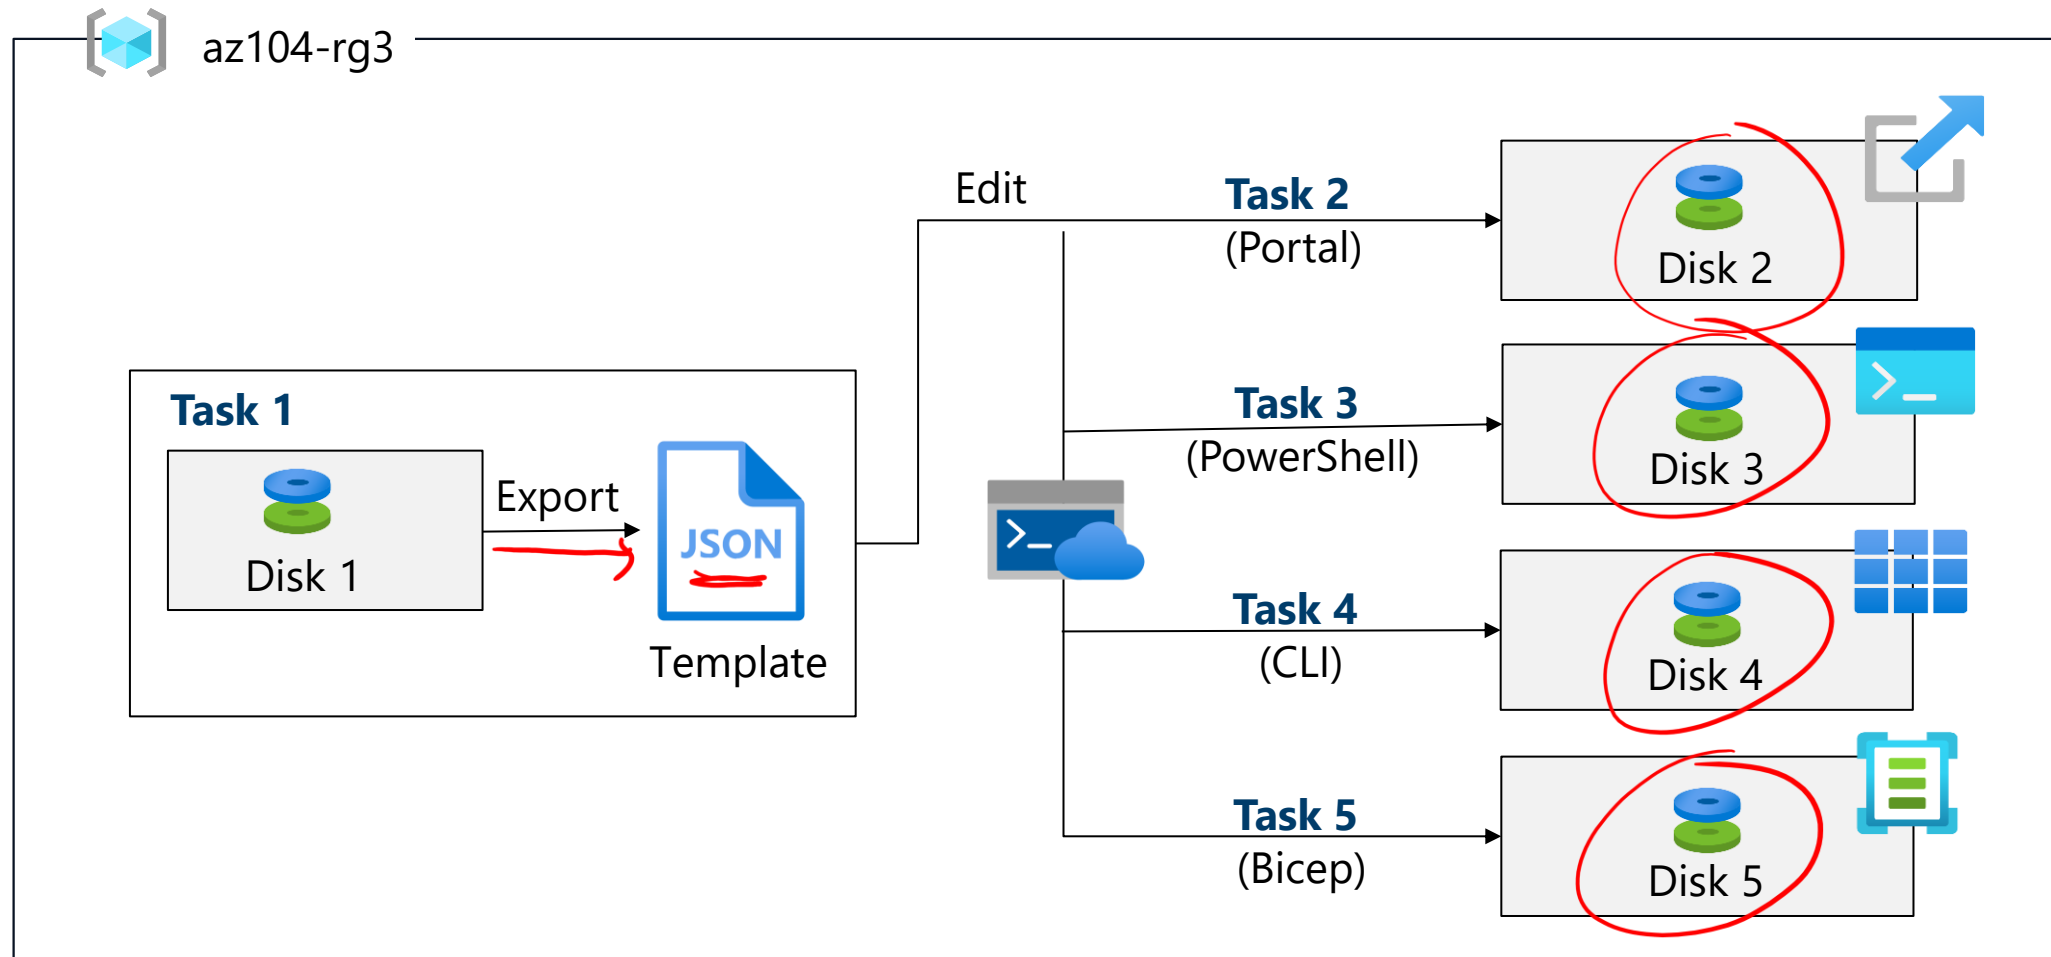 az104-rg3
Task 1
Disk 1
Export
JSON
Template
Edit
Task 2
(Portal)
Disk 2
Task 3
(PowerShell)
Disk 3
Task 4
(CLI)
Disk 4
Task 5
(Bicep)
Disk 5